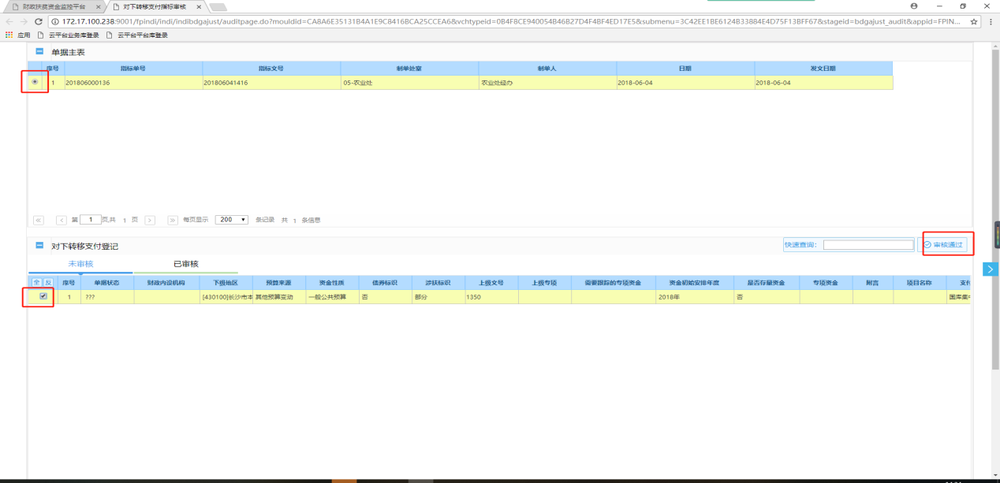 财政扶贫资金监控平台 × 对下转移支付指标审核 ×
172.17.100.238:9001/fpindi/indi/indibdgajust/auditpage.do?mouldid=CA8A6E35131B4A1E9C8416BCA25CCEA6&vchtypeid=0B4F8CE940054B46B27D4F4BF4ED17E5&submenu=3C42EE1BE6124B33884E4D75F13BFF67&stageid=bdgajust_audit&appid=FPIN...
应用 云平台业务库登录 云平台平台库登录
单据主表
序号 指标单号 指标文号 制单处室 制单人 日期 发文日期
1 201806000136 201806041416 05-农业处 农业处经办 2018-06-04 2018-06-04
第 1 页,共 1 页 每页显示 200 条记录 共 1 条信息
对下转移支付登记 快速查询: 审核通过
未审核 已审核
全 反 序号 单据状态 财政内设机构 下级地区 预算来源 资金性质 债券标识 涉扶标识 上级文号 上级专项 需要跟踪的专项资金 资金初始安排年度 是否存量资金 专项资金 附言 项目名称 支付
1 ??? [430100]长沙市本 其他预算变动 一般公共预算 否 部分 1350 2018年 否 国库集中